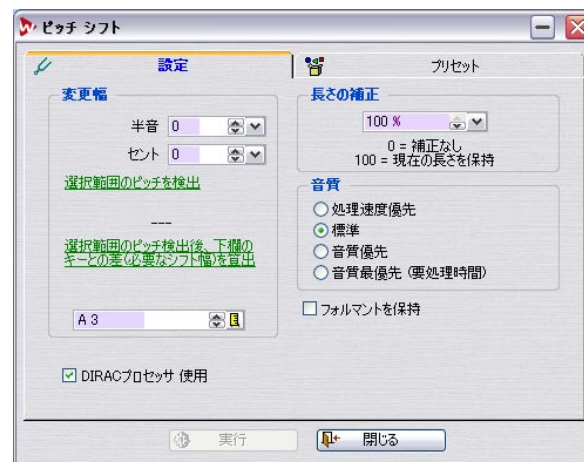 ピッチ シフト
設定
プリセット
変更幅
半音 0
セント 0
選択範囲のピッチを検出
---
選択範囲のピッチ検出後、下欄の
キーとの差(必要なシフト幅)を算出
A 3
DIRACプロセッサ 使用
長さの補正
100 %
0 = 補正なし
100 = 現在の長さを保持
音質
処理速度優先
標準
音質優先
音質最優先 (要処理時間)
フォルマントを保持
実行
閉じる